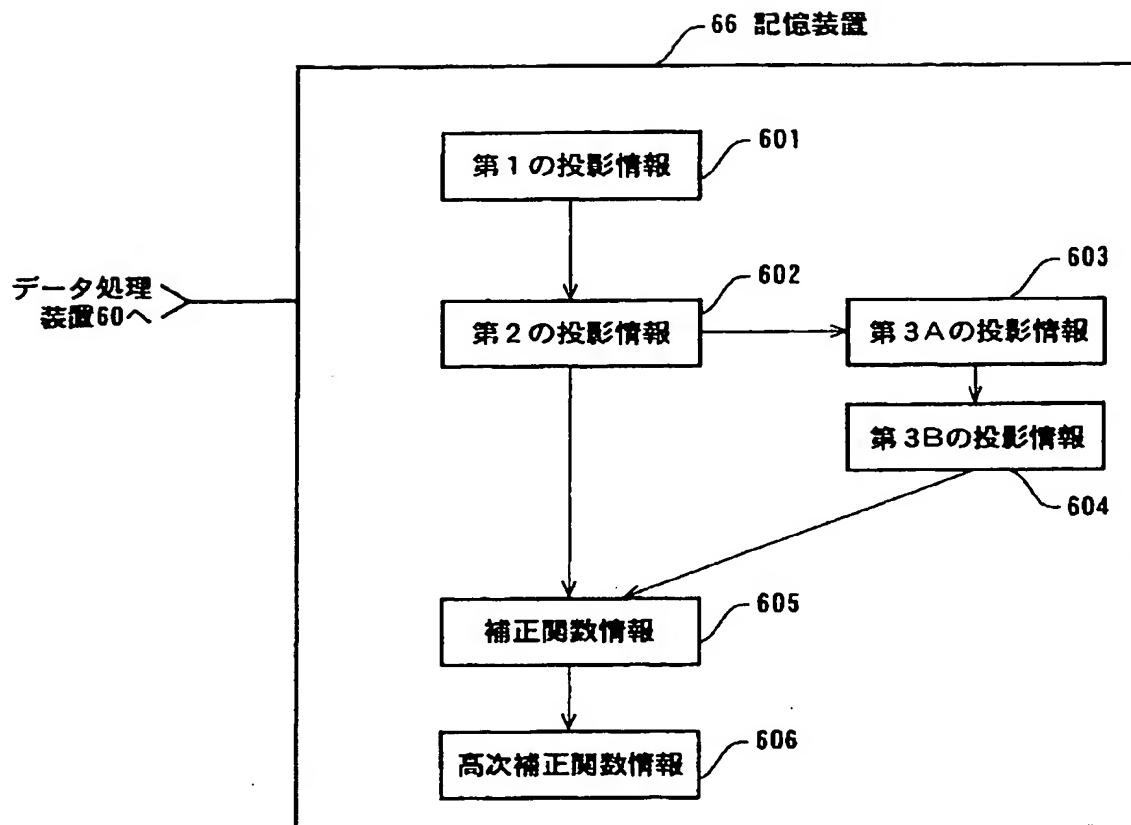 66 記憶装置
601
第1の投影情報
603
602
データ処理
装置60へ
第2の投影情報
第3Aの投影情報
第3Bの投影情報
604
605
補正関数情報
606
高次補正関数情報